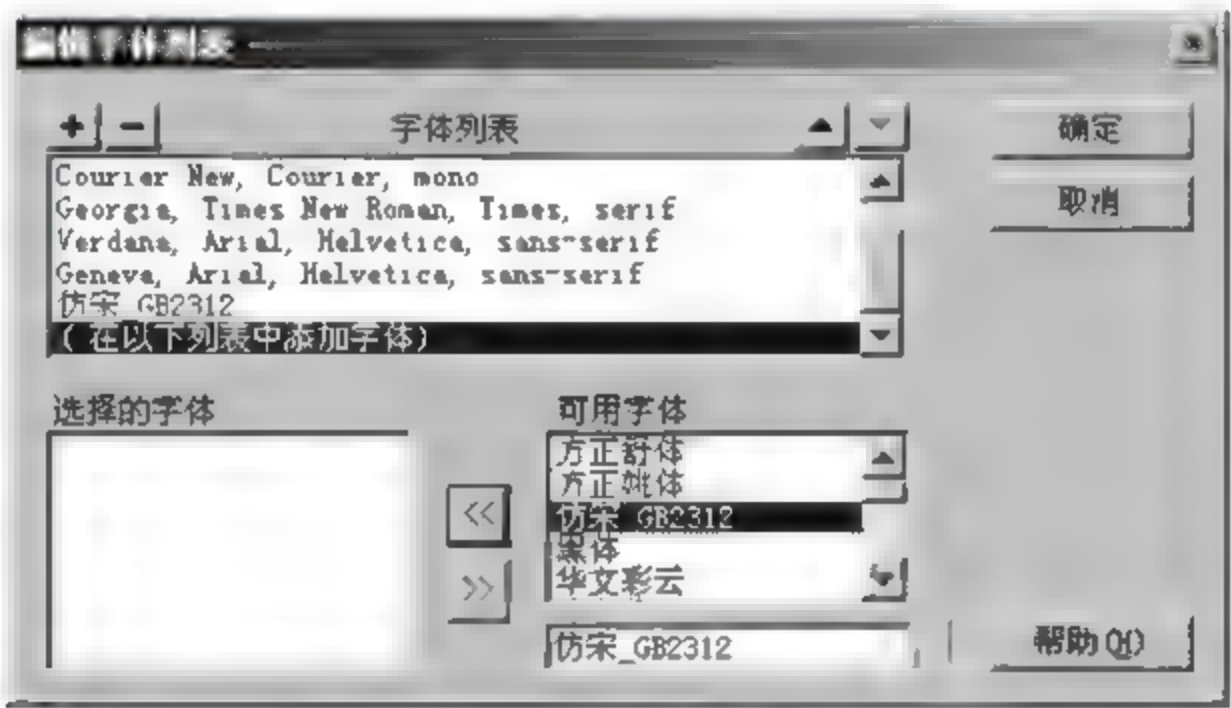 编辑字体列表
+ - 字体列表
确定
Courier New, Courier, mono
Georgia, Times New Roman, Times, serif
取消
Verdana, Arial, Helvetica, sans-serif
Geneva, Arial, Helvetica, sans-serif
仿宋_GB2312
(在以下列表中添加字体)
选择的字体
可用字体
方正舒体
方正姚体
<<
仿宋_GB2312
黑体
>>
华文彩云
仿宋_GB2312
帮助(H)